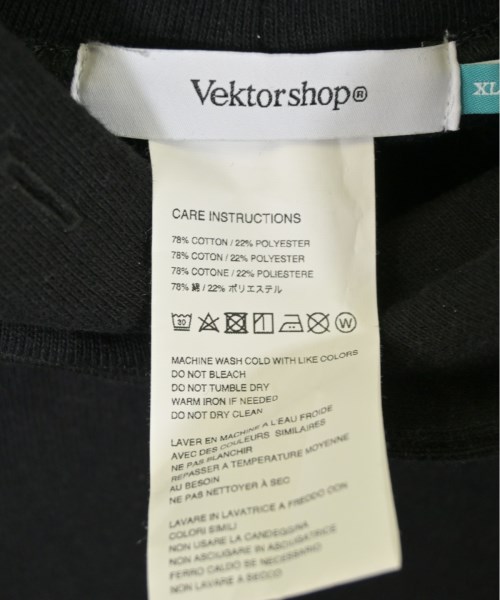 Vektorshop®
XL
CARE INSTRUCTIONS
78% COTTON / 22% POLYESTER
78% COTON / 22% POLYESTER
78% COTONE / 22% POLIESTERE
78% 綿 / 22% ポリエステル
30
W
MACHINE WASH COLD WITH LIKE COLORS
DO NOT BLEACH
DO NOT TUMBLE DRY
WARM IRON IF NEEDED
DO NOT DRY CLEAN
LAVER EN MACHINE A L'EAU FROIDE
AVEC DES COULEURS SIMILAIRES
NE PAS BLANCHIR
REPASSER A TEMPERATURE MOYENNE
AU BESOIN
NE PAS NETTOYER À SEC
LAVARE IN LAVATRICE A FREDDO CON
COLORI SIMILI
NON USARE LA CANDEGGINA
NON ASCIUGARE IN ASCIUGATRICE
FERRO CALDO SE NECESSARIO
NON LAVARE A SECCO